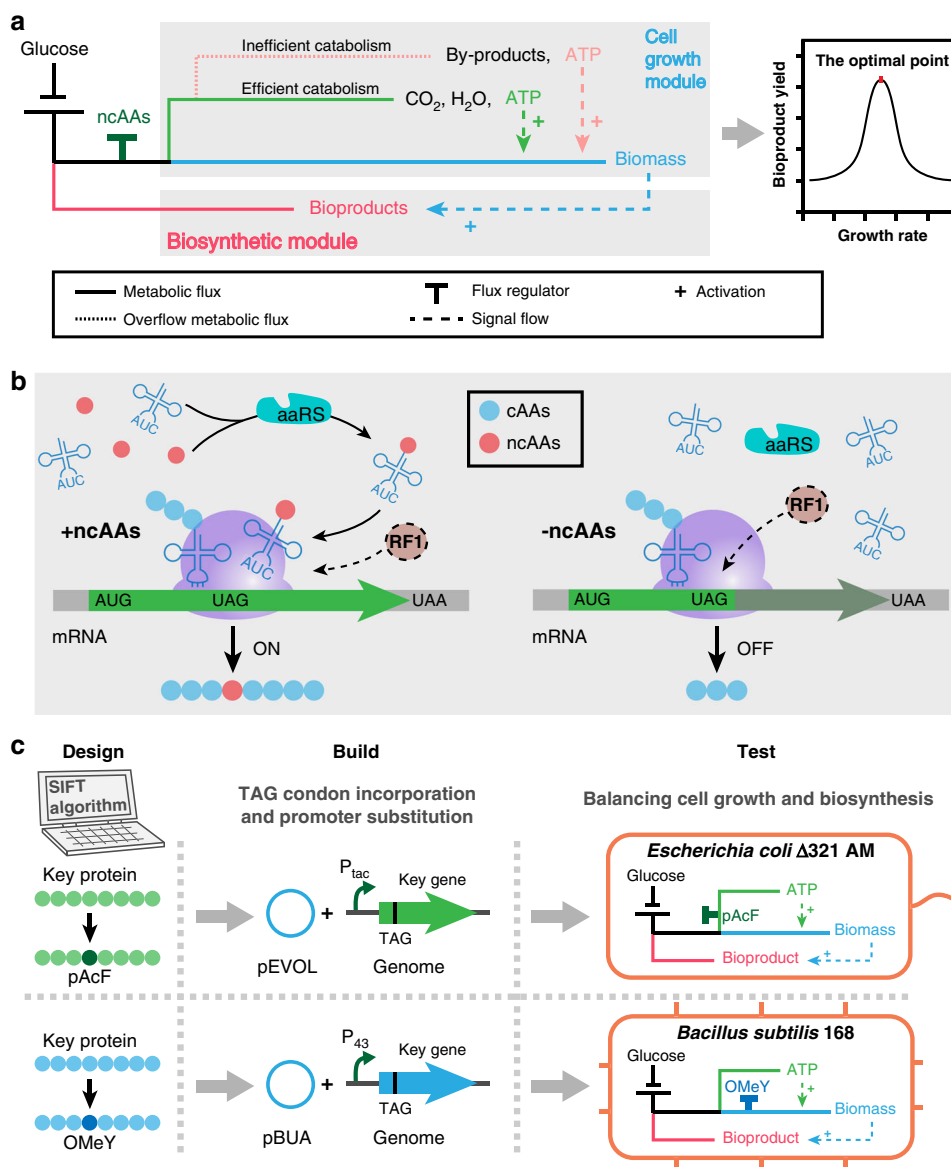 a
Glucose
Inefficient catabolism
By-products, ATP
Cell
growth
module
Efficient catabolism
CO2, H2O, ATP
ncAAs
+
+
Biomass
Bioproducts
+
Biosynthetic module
The optimal point
Bioproduct yield
Growth rate
Metabolic flux
Flux regulator
+ Activation
Overflow metabolic flux
Signal flow
b
AUC
aaRS
AUC
AUC
+ncAAs
AUC
RF1
AUG
UAG
UAA
mRNA
ON
cAAs
ncAAs
AUC
aaRS
AUC
RF1
-ncAAs
AUC
AUG
UAG
UAA
mRNA
OFF
c
Design
Build
Test
SIFT
algorithm
TAG condon incorporation
and promoter substitution
Balancing cell growth and biosynthesis
Key protein
pAcF
Ptac
Key gene
+
TAG
pEVOL
Genome
Escherichia coli Δ321 AM
Glucose
ATP
pAcF
+
Biomass
+
Bioproduct
Key protein
OMeY
P43
Key gene
+
TAG
pBUA
Genome
Bacillus subtilis 168
Glucose
ATP
OMeY
+
Biomass
+
Bioproduct